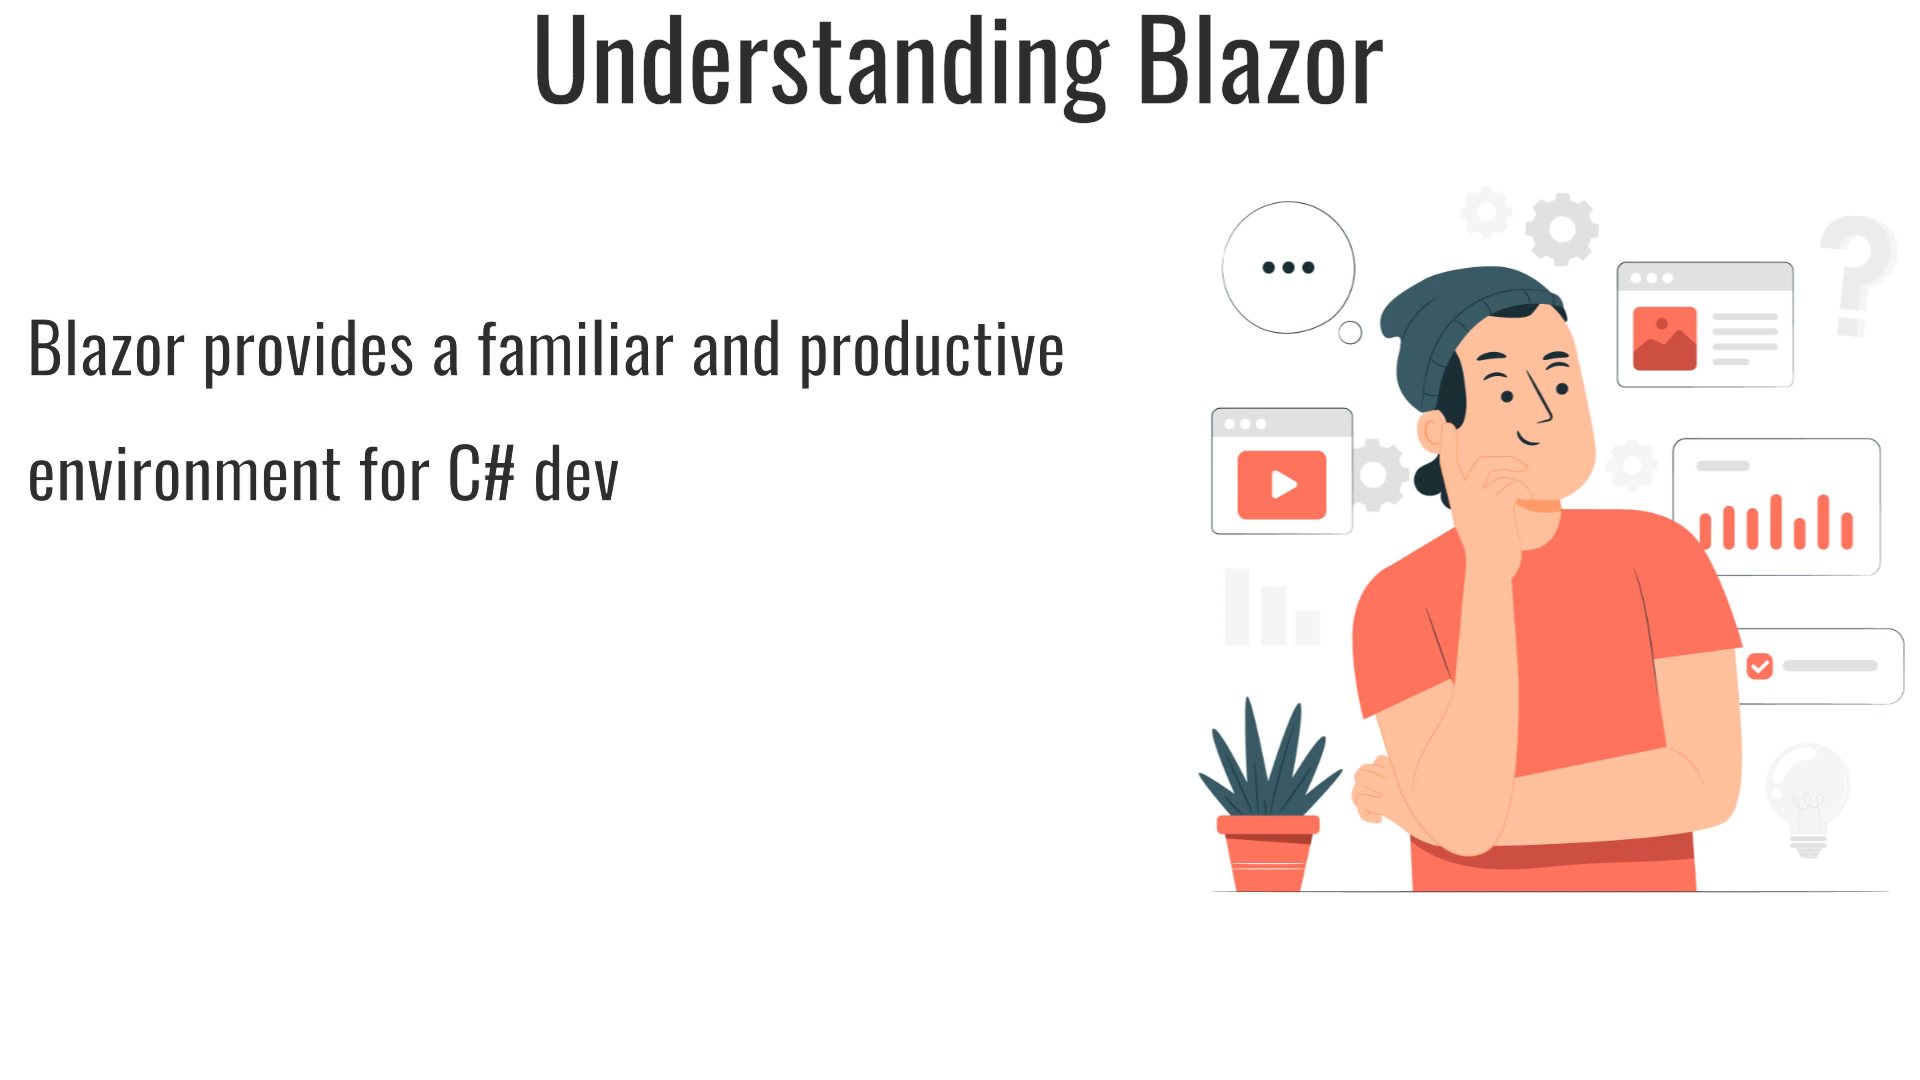 Understanding Blazor
Blazor provides a familiar and productive
environment for C# dev